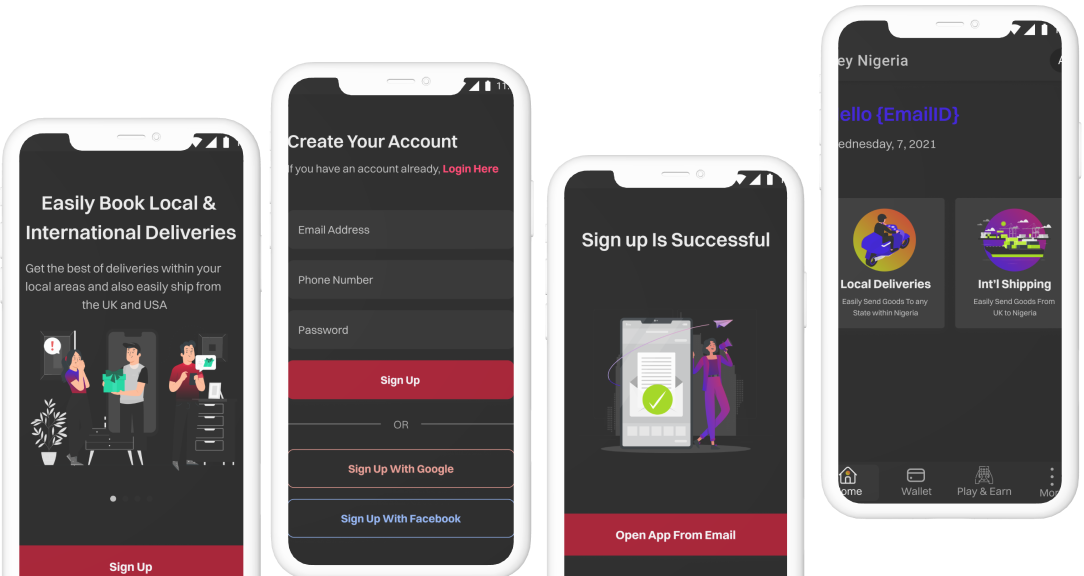 Easily Book Local &
International Deliveries
Get the best of deliveries within your
local areas and also easily ship from
the UK and USA
Sign Up
11:
Create Your Account
If you have an account already, Login Here
Email Address
Phone Number
Password
Sign Up
OR
Sign Up With Google
Sign Up With Facebook
Sign up Is Successful
Open App From Email
ey Nigeria
ello {EmailID}
ednesday, 7, 2021
Local Deliveries
Easily Send Goods To any
State within Nigeria
Int'l Shipping
Easily Send Goods From
UK to Nigeria
ome
Wallet
Play & Earn
Mor